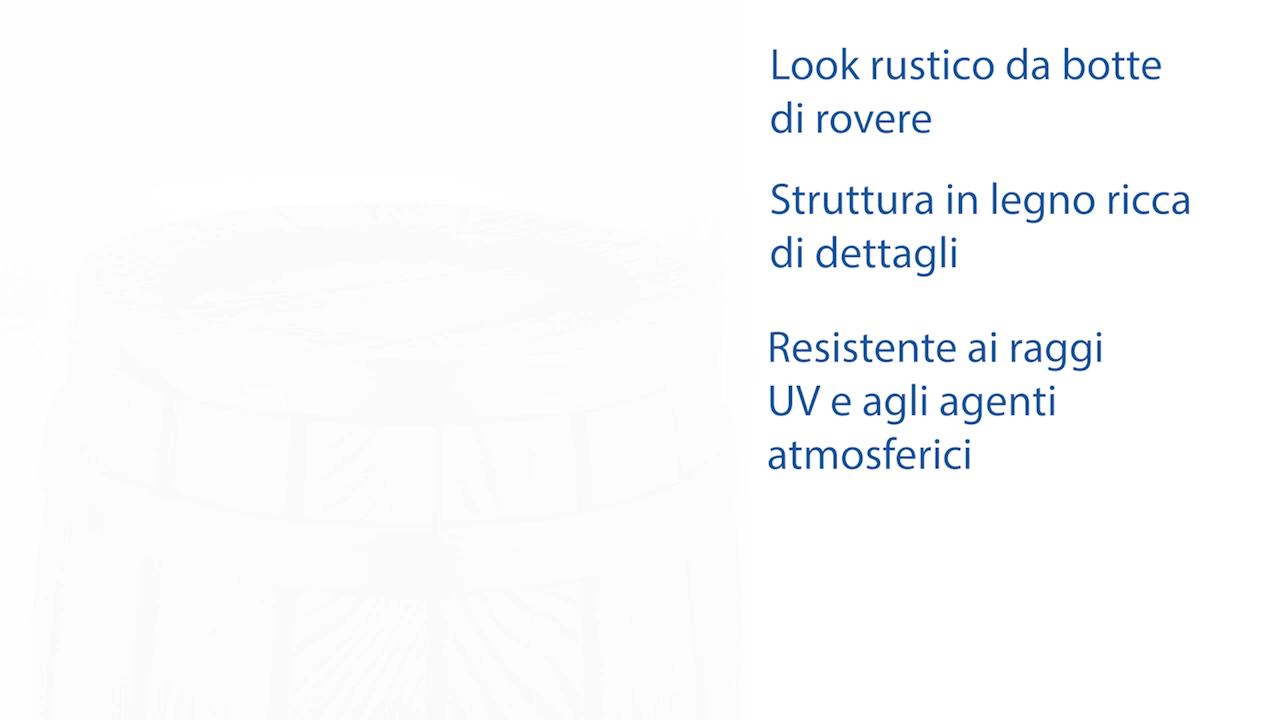 Look rustico da botte
di rovere
Struttura in legno ricca
di dettagli
Resistente ai raggi
UV e agli agenti
atmosferici